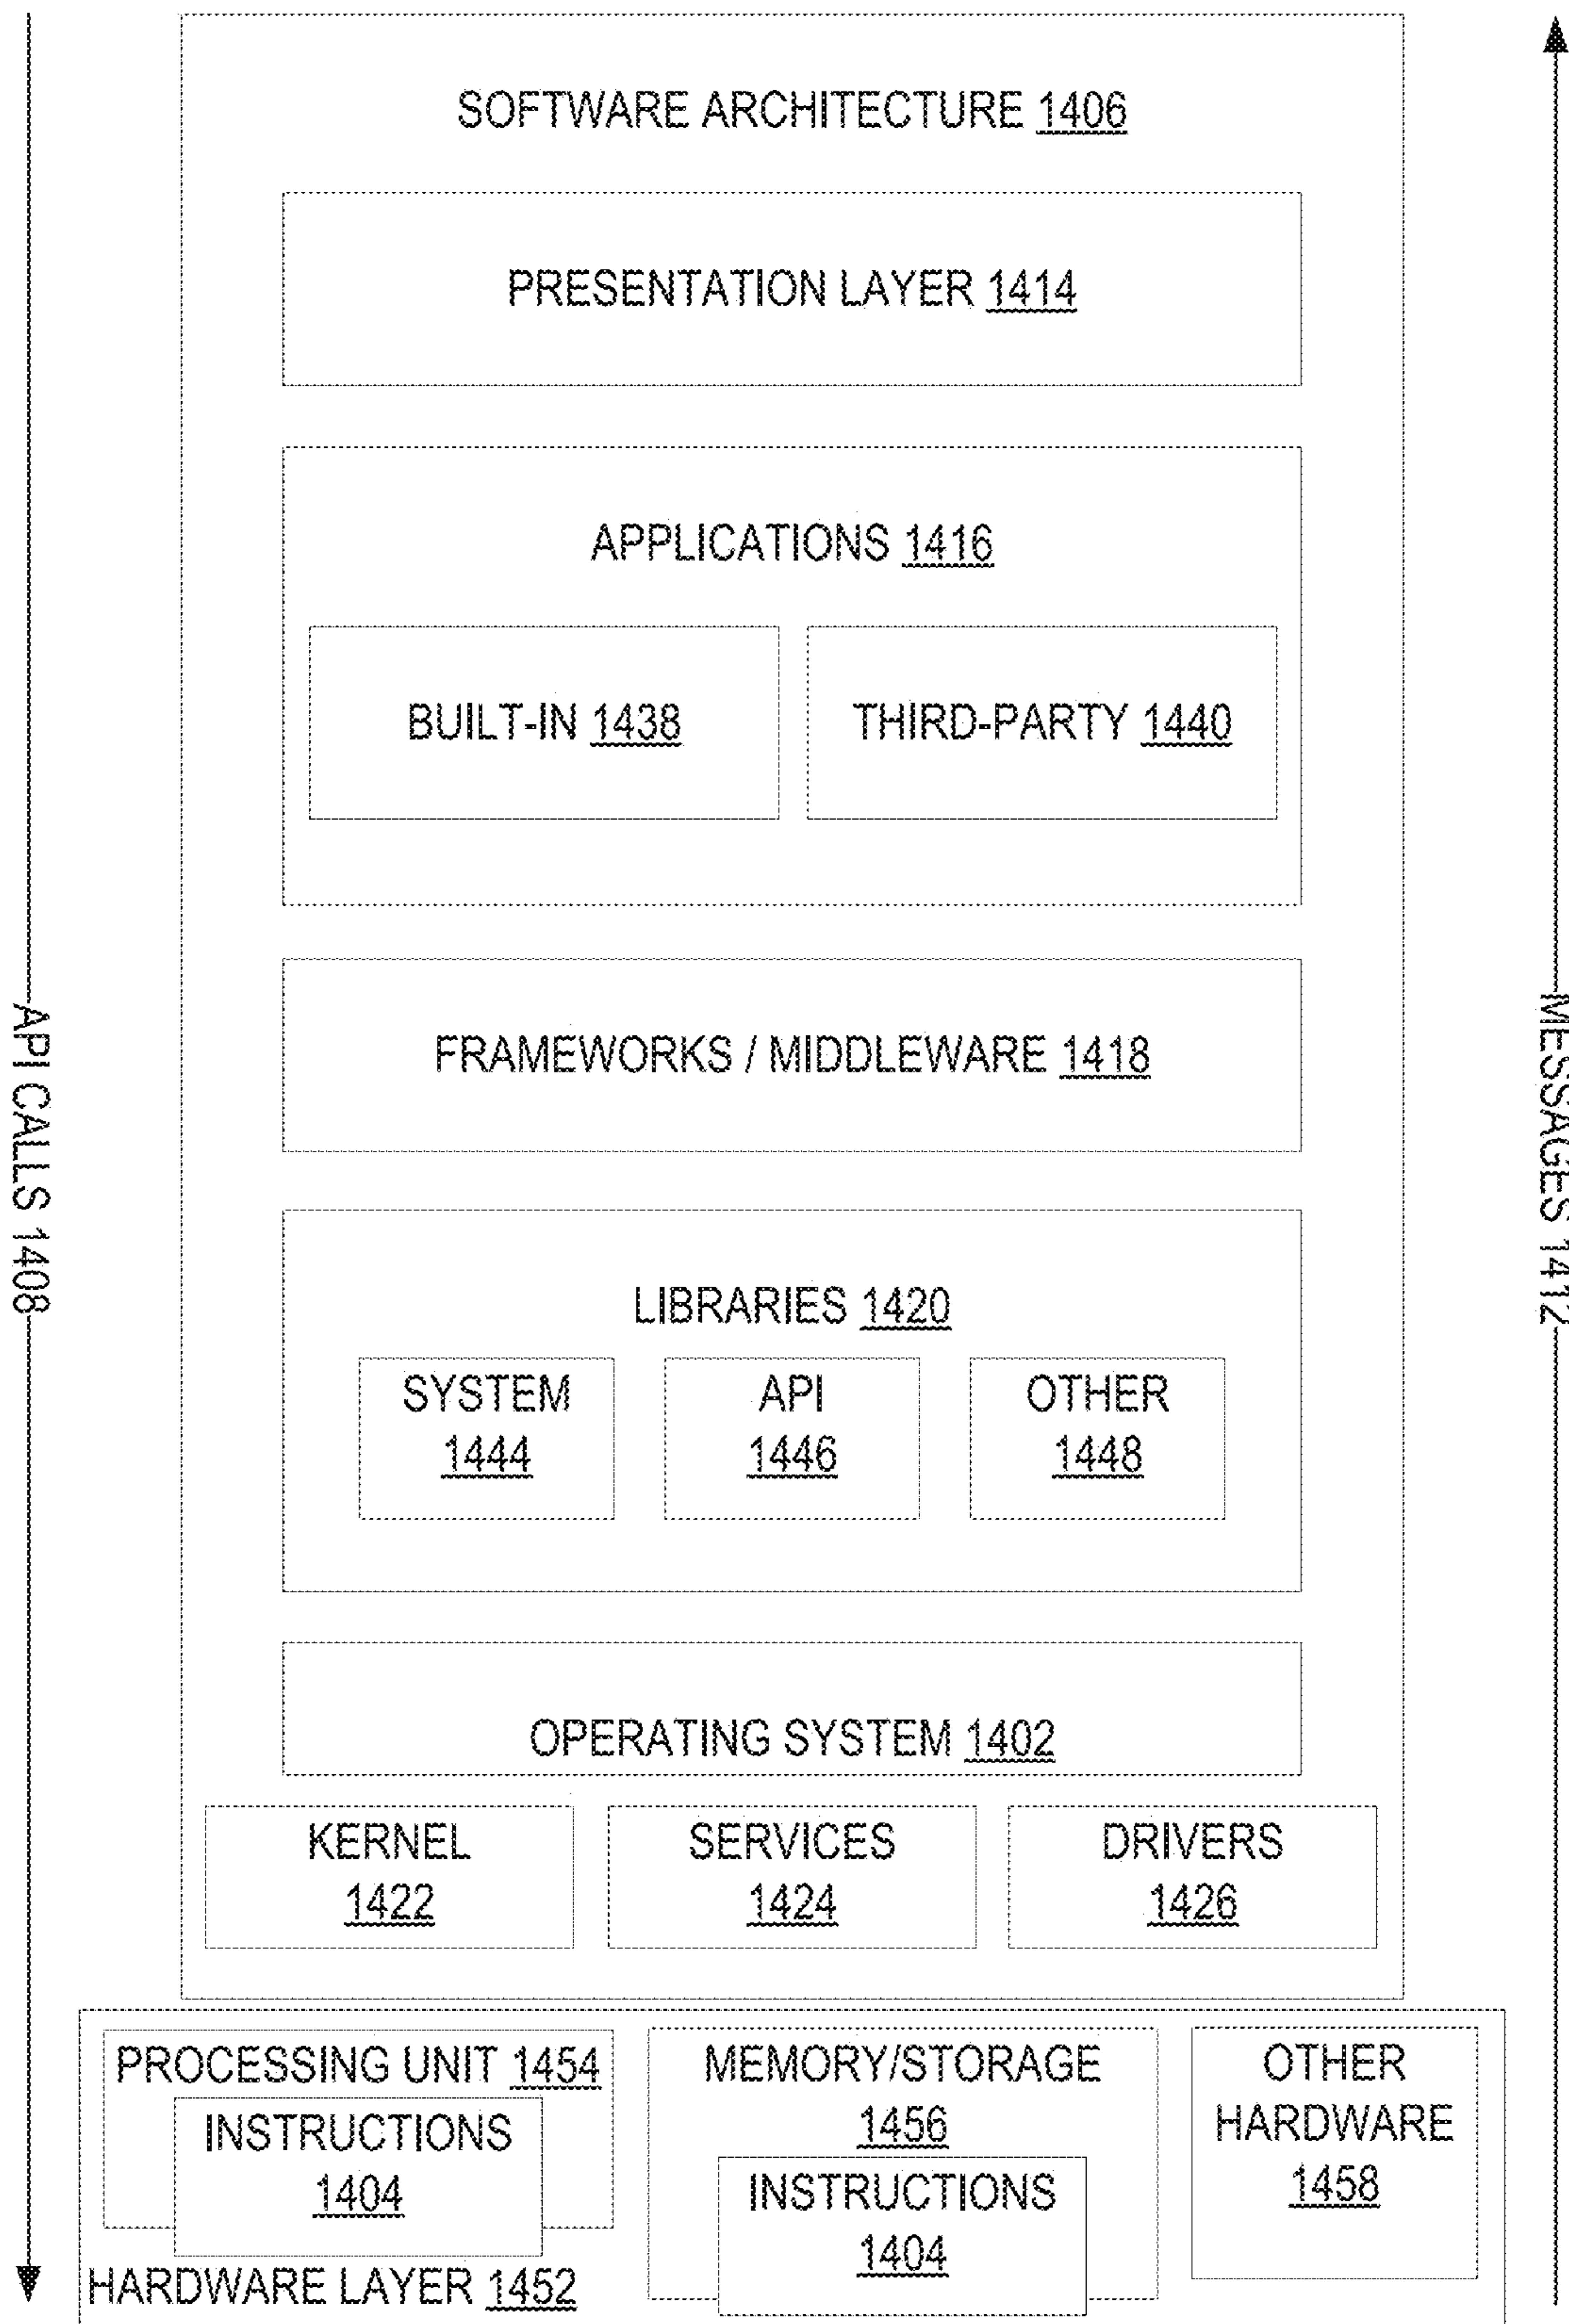 SOFTWARE ARCHITECTURE 1406
PRESENTATION LAYER 1414
APPLICATIONS 1416
BUILT-IN 1438
THIRD-PARTY 1440
FRAMEWORKS / MIDDLEWARE 1418
API CALLS 1408
MESSAGES 1412
LIBRARIES 1420
SYSTEM
1444
API
1446
OTHER
1448
OPERATING SYSTEM 1402
KERNEL
1422
SERVICES
1424
DRIVERS
1426
PROCESSING UNIT 1454
INSTRUCTIONS
1404
MEMORY/STORAGE
1456
INSTRUCTIONS
1404
OTHER
HARDWARE
1458
HARDWARE LAYER 1452